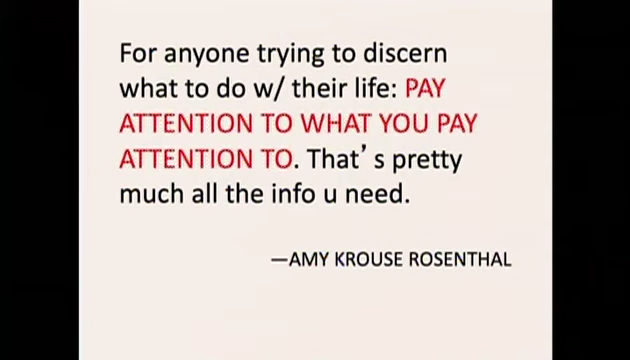 For anyone trying to discern
what to do w/ their life: PAY
ATTENTION TO WHAT YOU PAY
ATTENTION TO. That's pretty
much all the info u need.
—AMY KROUSE ROSENTHAL